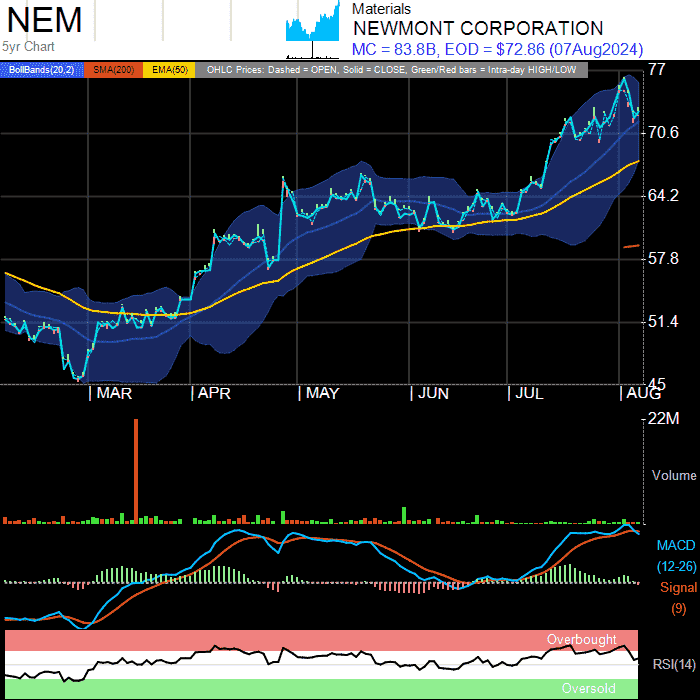 NEM
5yr Chart
Materials
NEWMONT CORPORATION
MC = 83.8B, EOD = $72.86 (07Aug2024)
BollBands(20,2) SMA(200) EMA(50) OHLC Prices: Dashed = OPEN, Solid = CLOSE, Green/Red bars = Intra-day HIGH/LOW
77
70.6
64.2
57.8
51.4
45
| MAR | APR | MAY | JUN | JUL | AUG
22M
Volume
MACD
(12-26)
Signal
(9)
Overbought
RSI(14)
Oversold